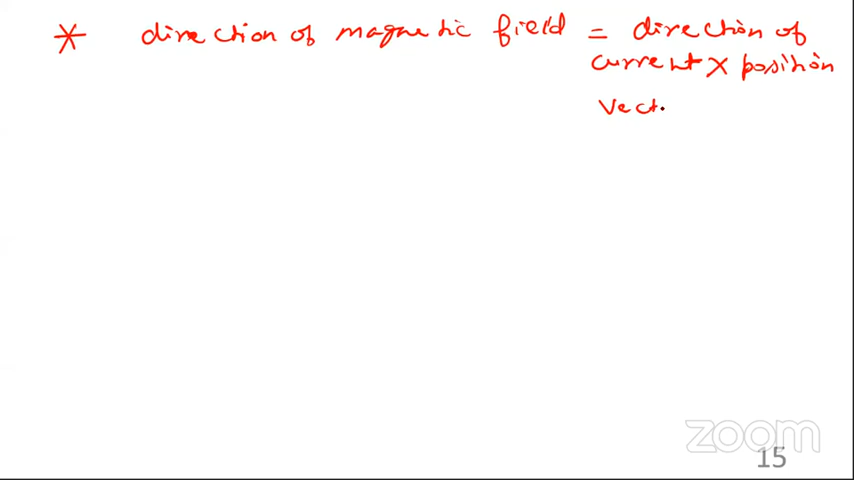 * direction of magnetic field = direction of
current × position
vect
zoom
15